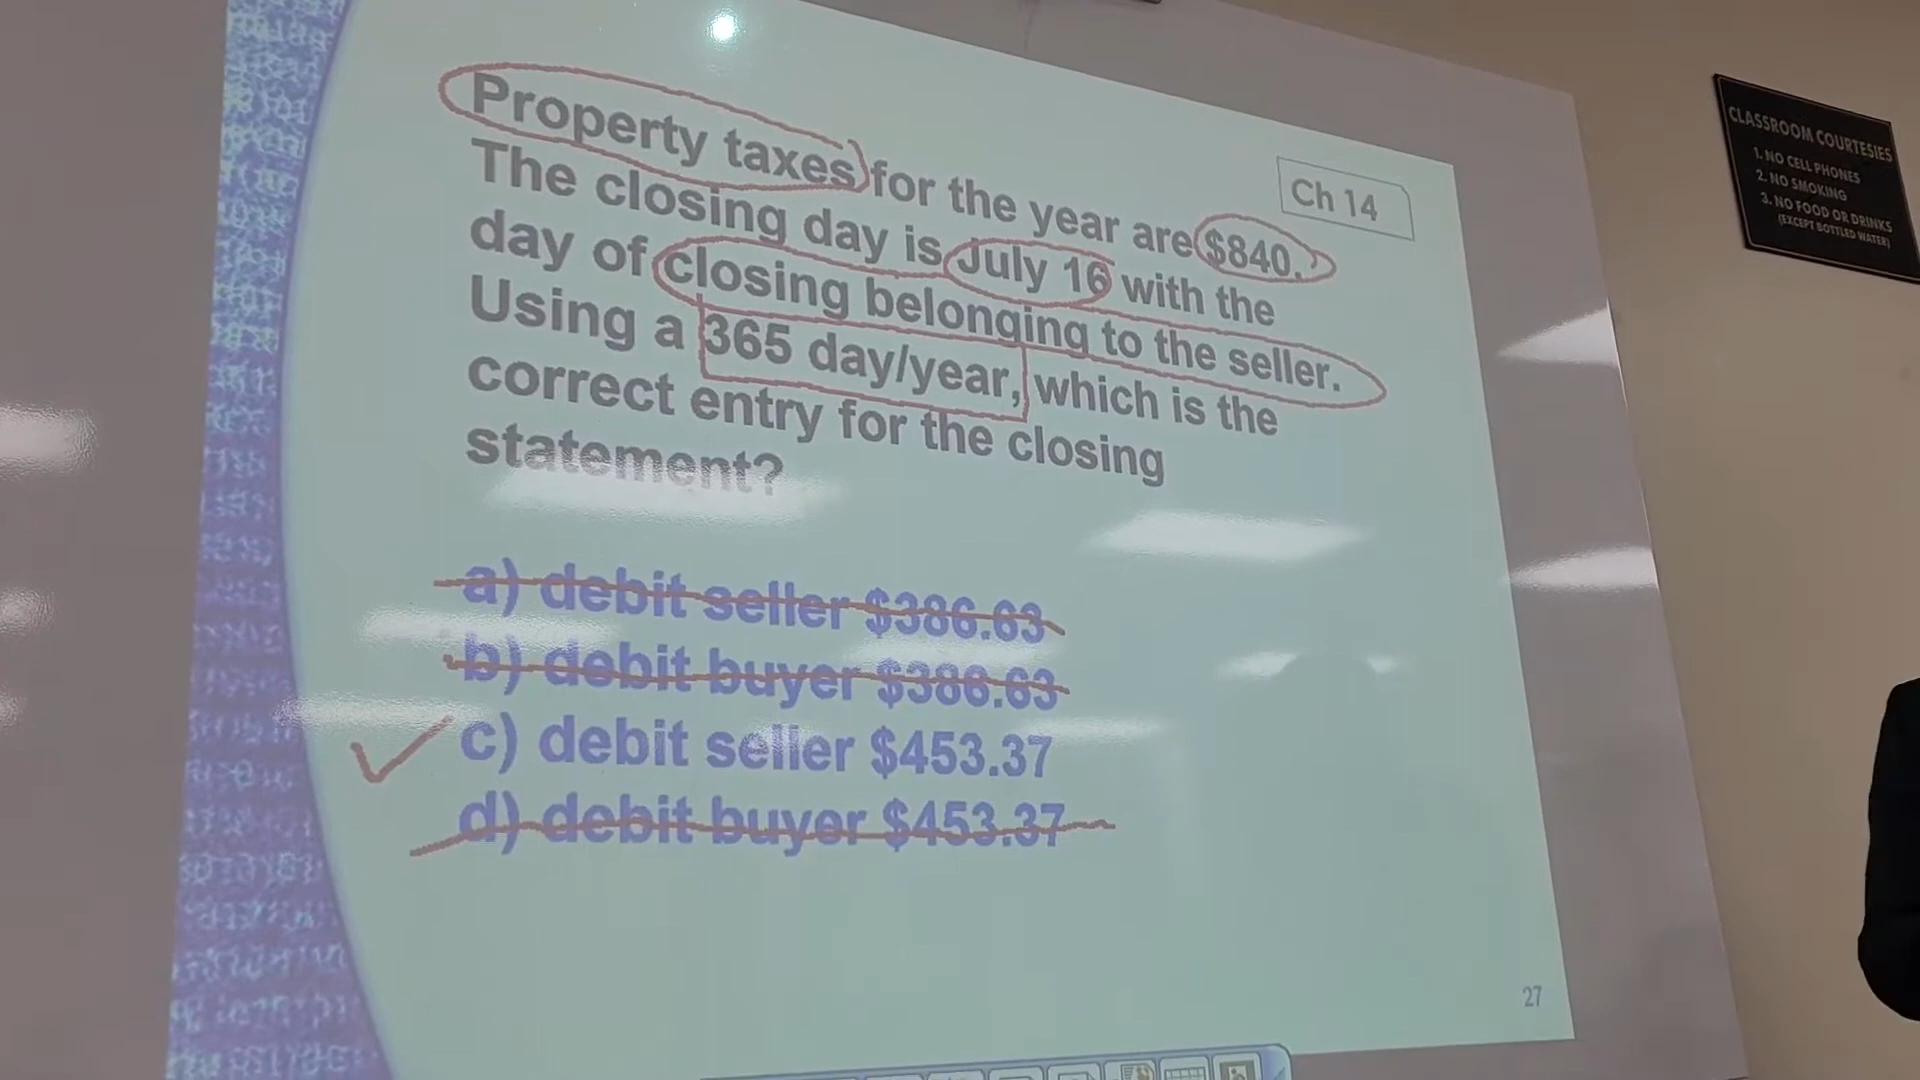 Property taxes for the year are $840.
The closing day is July 16 with the
day of closing belonging to the seller.
Using a 365 day/year, which is the
correct entry for the closing
statement?
Ch 14
a) debit seller $386.63
b) debit buyer $386.63
c) debit seller $453.37
d) debit buyer $453.37
27
CLASSROOM COURTESIES
1. NO CELL PHONES
2. NO SMOKING
3. NO FOOD OR DRINKS
(EXCEPT BOTTLED WATER)